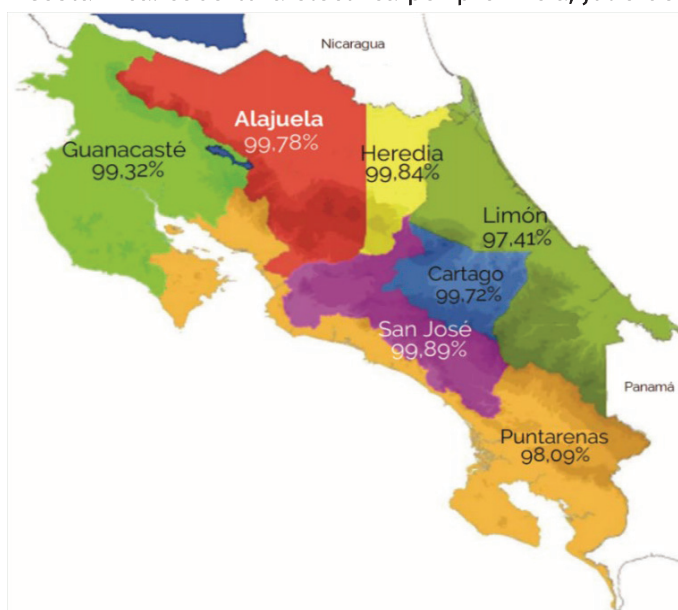 Nicaragua
Alajuela
99,78%
Guanacasté
99,32%
Heredia
99,84%
Limón
97,41%
Cartago
99,72%
San José
99,89%
Panamá
Puntarenas
98,09%